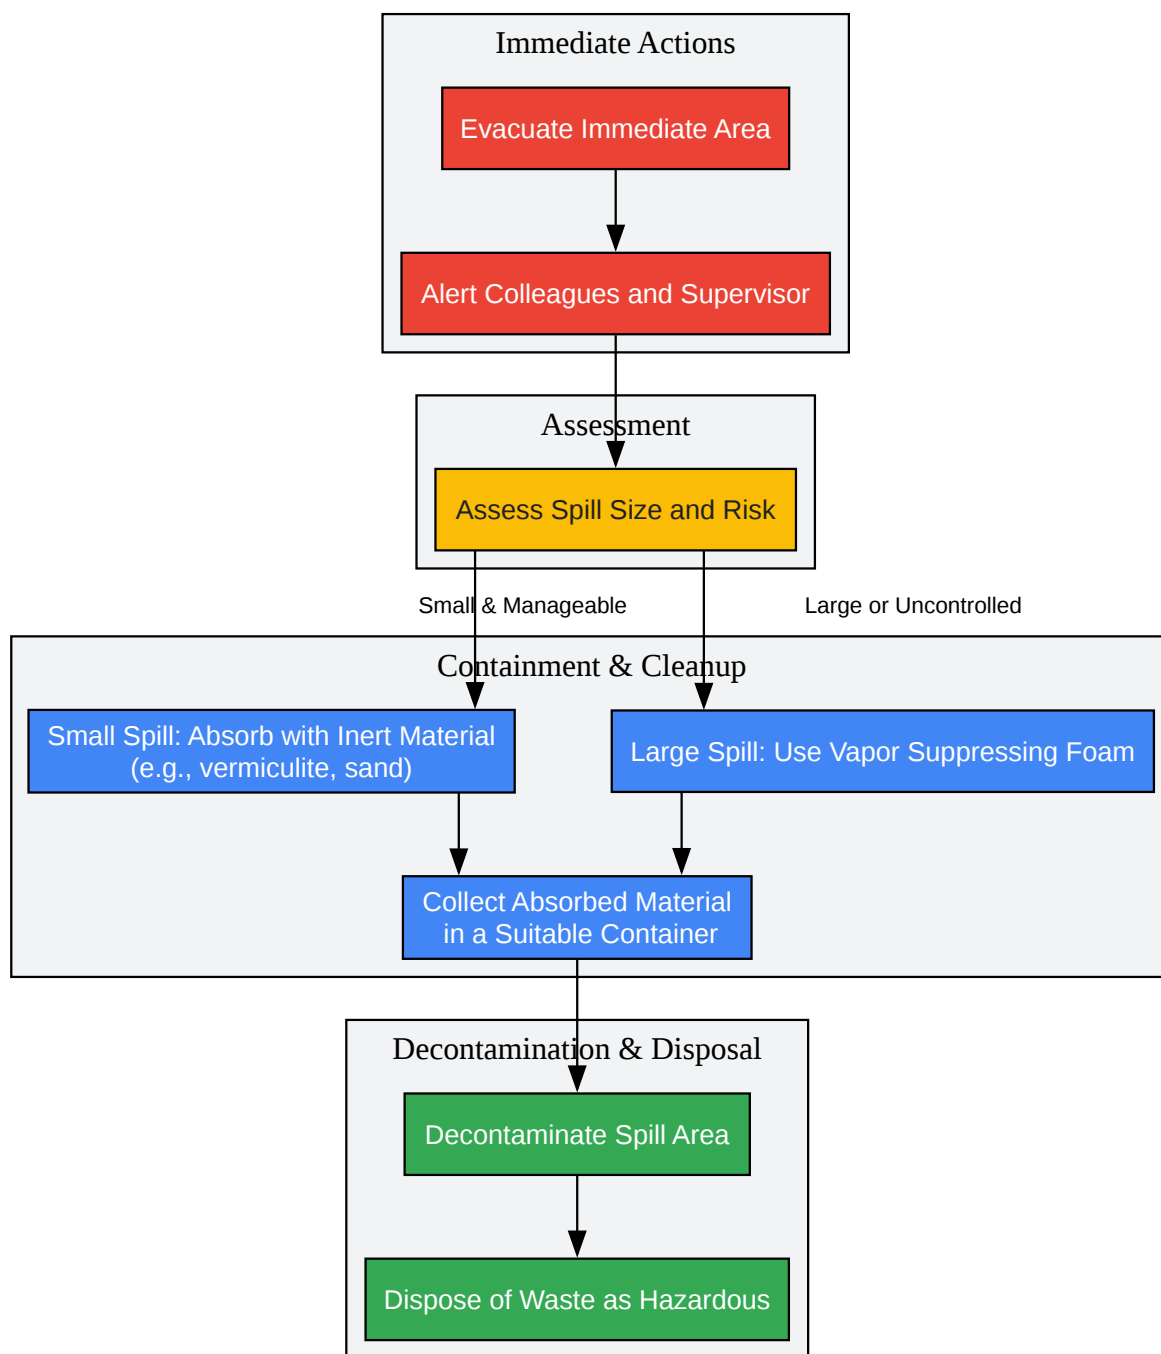 Immediate Actions
Evacuate Immediate Area
Alert Colleagues and Supervisor
Assessment
Assess Spill Size and Risk
Small & Manageable
Large or Uncontrolled
Containment & Cleanup
Small Spill: Absorb with Inert Material
(e.g., vermiculite, sand)
Large Spill: Use Vapor Suppressing Foam
Collect Absorbed Material
in a Suitable Container
Decontamination & Disposal
Decontaminate Spill Area
Dispose of Waste as Hazardous